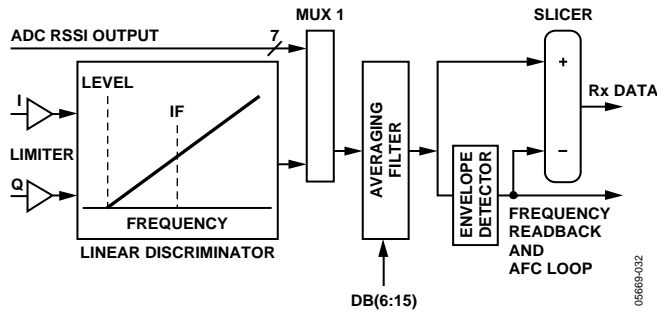 MUX 1
SLICER
ADC RSSI OUTPUT
7
LEVEL
IF
I
LIMITER
Q
FREQUENCY
LINEAR DISCRIMINATOR
AVERAGING
FILTER
DB(6:15)
ENVELOPE
DETECTOR
+
–
Rx DATA
FREQUENCY
READBACK
AND
AFC LOOP
05669-032